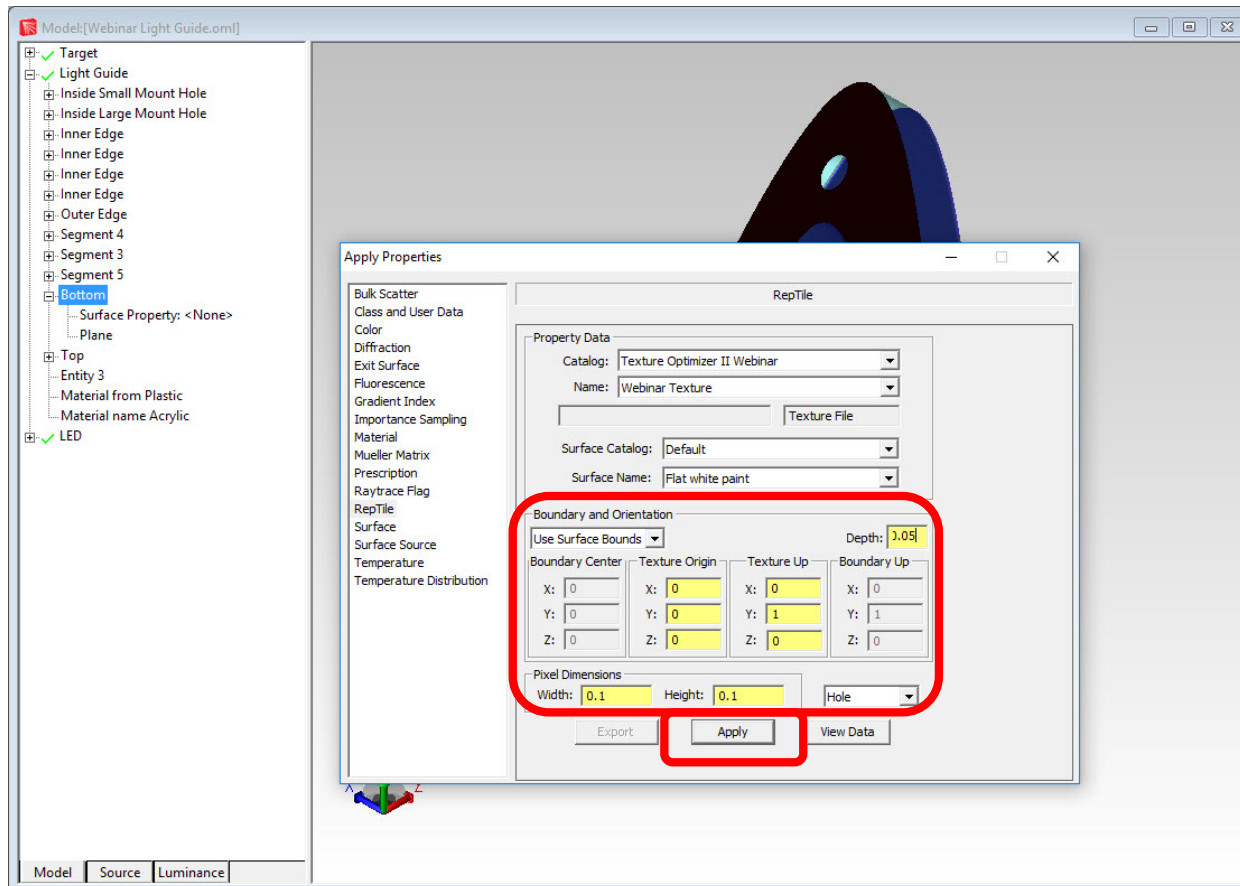 Model:[Webinar Light Guide.oml]
Target
Light Guide
Inside Small Mount Hole
Inside Large Mount Hole
Inner Edge
Inner Edge
Inner Edge
Inner Edge
Outer Edge
Segment 4
Segment 3
Segment 5
Bottom
Surface Property: <None>
Plane
Top
Entity 3
Material from Plastic
Material name Acrylic
LED
Model Source Luminance
Apply Properties
Bulk Scatter
Class and User Data
Color
Diffraction
Exit Surface
Fluorescence
Gradient Index
Importance Sampling
Material
Mueller Matrix
Prescription
Raytrace Flag
RepTile
Surface
Surface Source
Temperature
Temperature Distribution
RepTile
Property Data
Catalog: Texture Optimizer II Webinar
Name: Webinar Texture
Texture File
Surface Catalog: Default
Surface Name: Flat white paint
Boundary and Orientation
Use Surface Bounds Depth: 0.05
Boundary Center Texture Origin Texture Up Boundary Up
X: 0 X: 0 X: 0 X: 0
Y: 0 Y: 0 Y: 1 Y: 1
Z: 0 Z: 0 Z: 0 Z: 0
Pixel Dimensions
Width: 0.1 Height: 0.1 Hole
Export Apply View Data
X Z